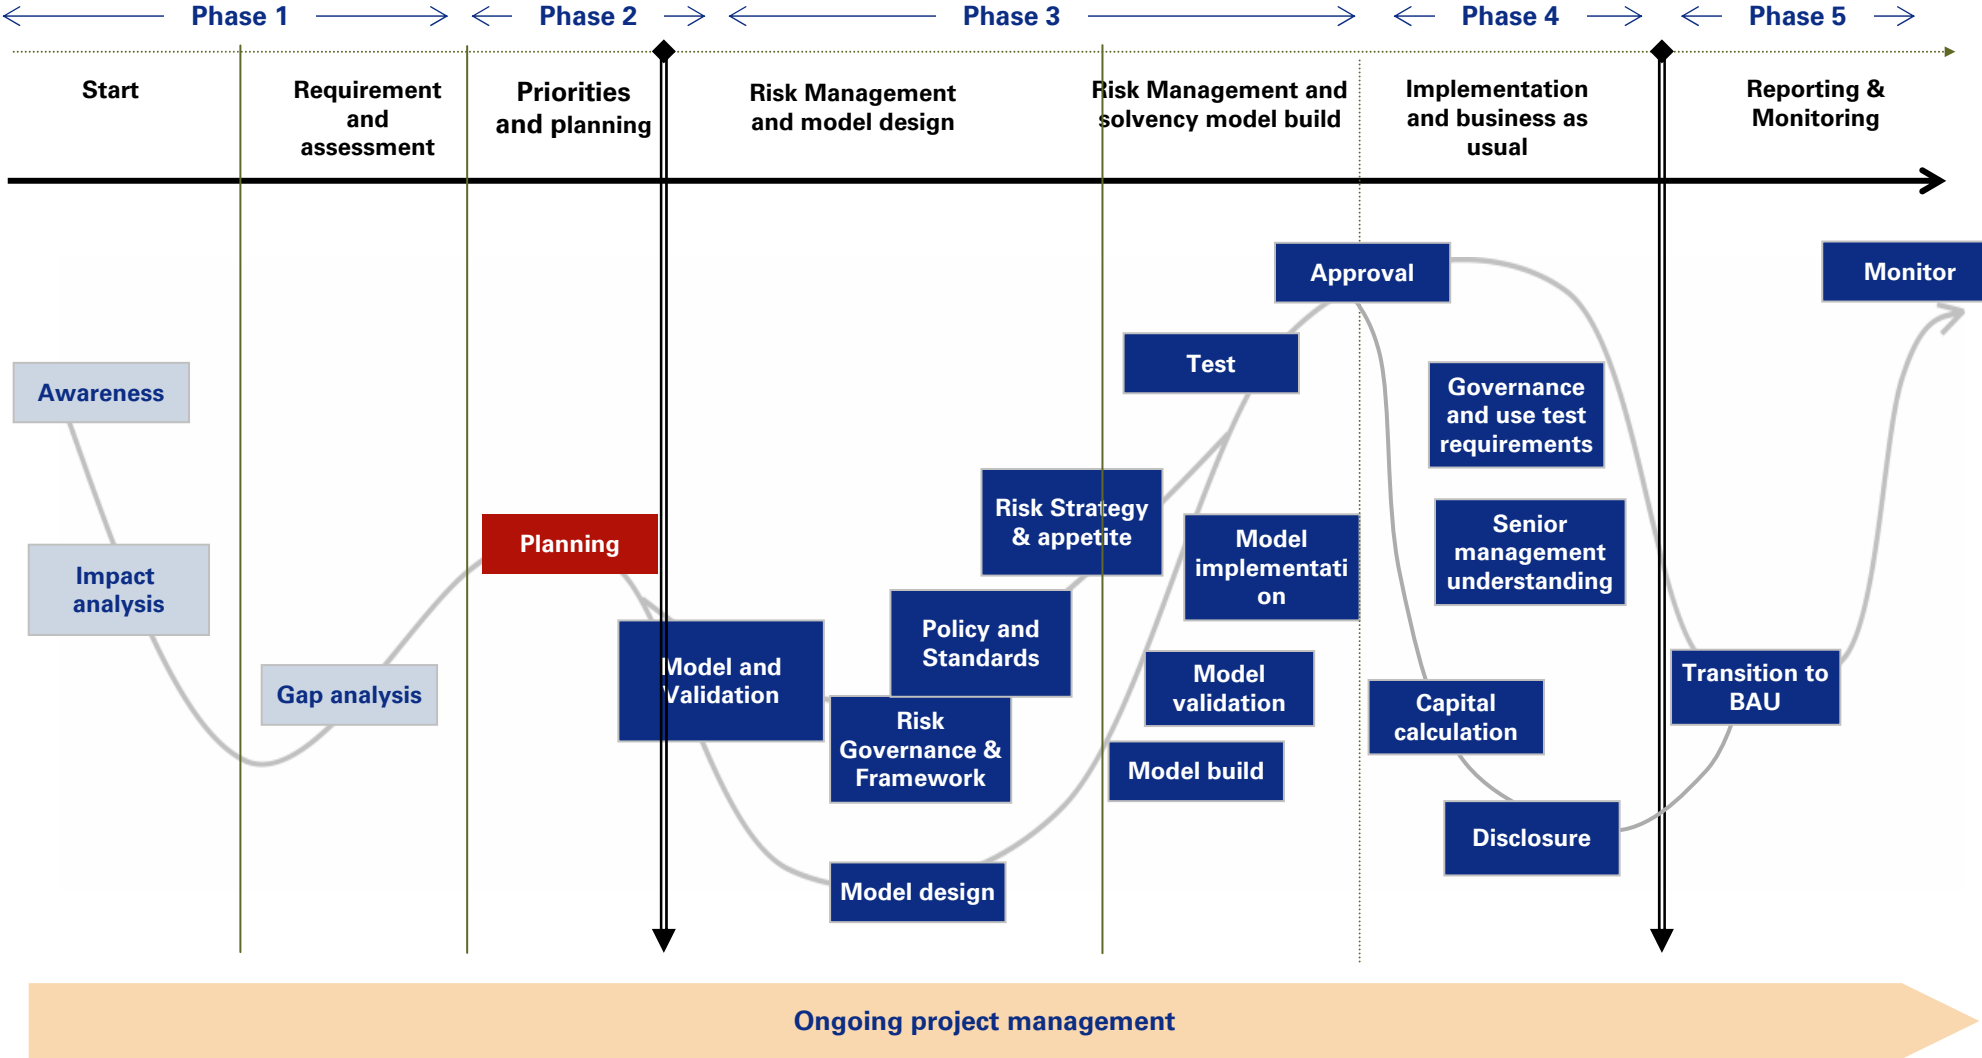 Phase 1
Phase 2
Phase 3
Phase 4
Phase 5
Start
Requirement
and
assessment
Priorities
and planning
Risk Management
and model design
Risk Management and
solvency model build
Implementation
and business as
usual
Reporting &
Monitoring
Approval
Monitor
Test
Awareness
Governance
and use test
requirements
Risk Strategy
& appetite
Planning
Model
implementati
on
Senior
management
understanding
Impact
analysis
Policy and
Standards
Model and
Validation
Gap analysis
Model
validation
Transition to
BAU
Capital
calculation
Risk
Governance &
Framework
Model build
Disclosure
Model design
Ongoing project management